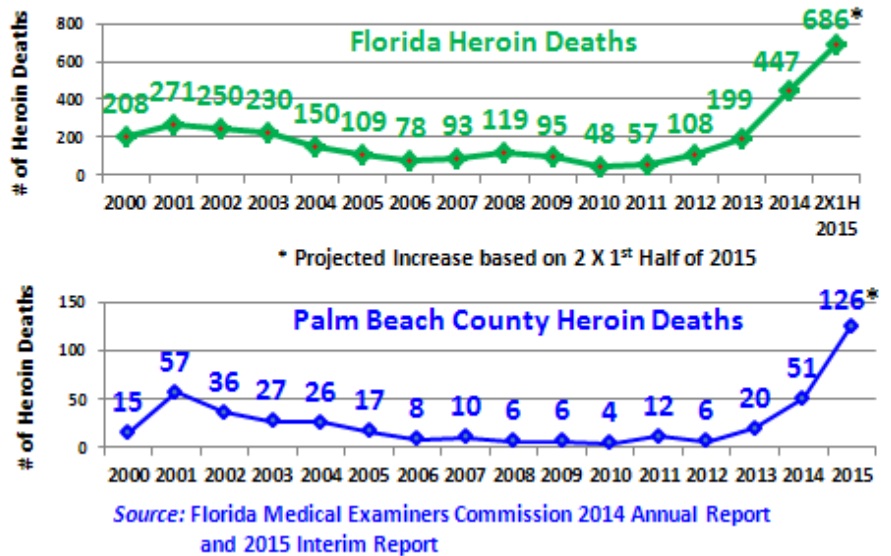 Florida Heroin Deaths
# of Heroin Deaths
800
600
400
200
0
208 271 250 230 150 109 78 93 119 95 48 57 108 199 447 686*
2000 2001 2002 2003 2004 2005 2006 2007 2008 2009 2010 2011 2012 2013 2014 2X1H
2015
* Projected Increase based on 2 X 1st Half of 2015
Palm Beach County Heroin Deaths
# of Heroin Deaths
150
100
50
0
15 57 36 27 26 17 8 10 6 6 4 12 6 20 51 126*
2000 2001 2002 2003 2004 2005 2006 2007 2008 2009 2010 2011 2012 2013 2014 2015
Source: Florida Medical Examiners Commission 2014 Annual Report
and 2015 Interim Report